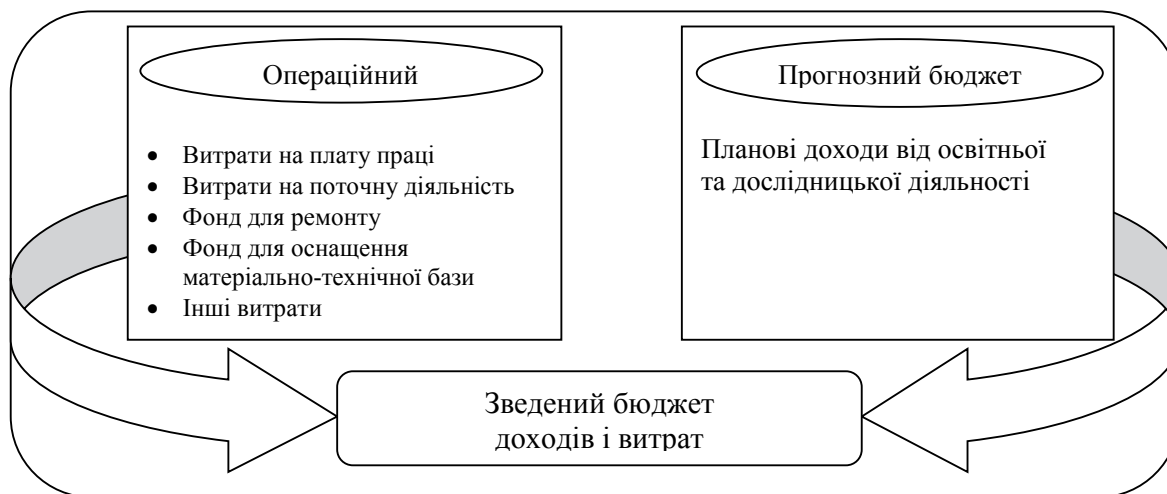 Операційний
• Витрати на плату праці
• Витрати на поточну діяльність
• Фонд для ремонту
• Фонд для оснащення
матеріально-технічної бази
• Інші витрати
Прогнозний бюджет
Планові доходи від освітньої
та дослідницької діяльності
Зведений бюджет
доходів і витрат